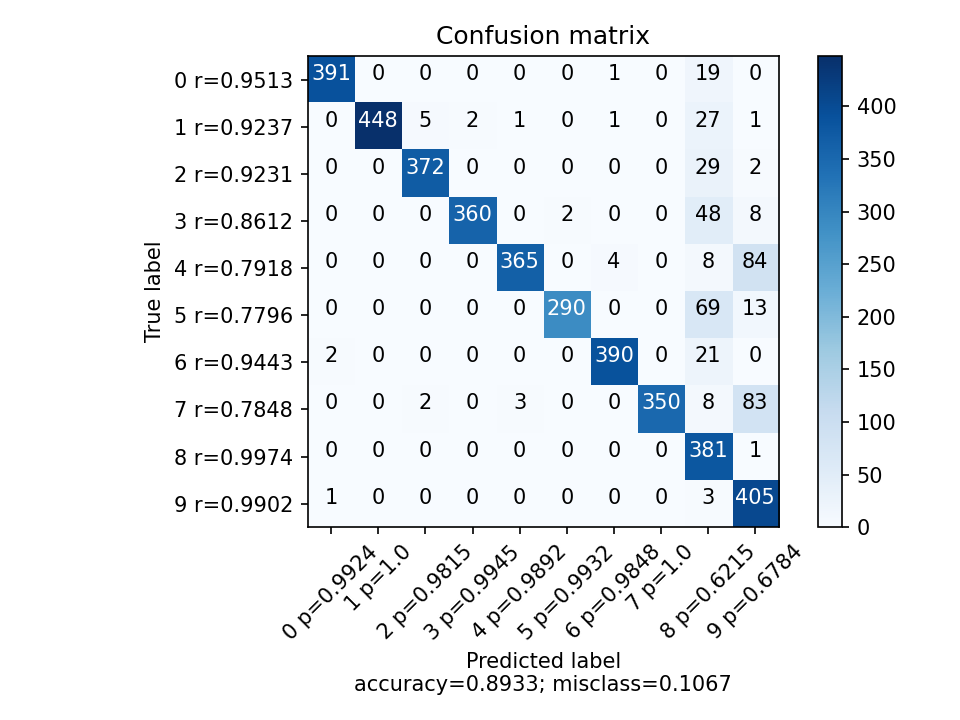 Confusion matrix
0 r=0.9513 391 0 0 0 0 0 1 0 19 0
1 r=0.9237 0 448 5 2 1 0 1 0 27 1
2 r=0.9231 0 0 372 0 0 0 0 0 29 2
3 r=0.8612 0 0 0 360 0 2 0 0 48 8
4 r=0.7918 0 0 0 0 365 0 4 0 8 84
5 r=0.7796 0 0 0 0 0 290 0 0 69 13
6 r=0.9443 2 0 0 0 0 0 390 0 21 0
7 r=0.7848 0 0 2 0 3 0 0 350 8 83
8 r=0.9974 0 0 0 0 0 0 0 0 381 1
9 r=0.9902 1 0 0 0 0 0 0 0 3 405
True label
0 p=0.9924
1 p=1.0
2 p=0.9815
3 p=0.9945
4 p=0.9892
5 p=0.9932
6 p=0.9848
7 p=1.0
8 p=0.6215
9 p=0.6784
Predicted label
accuracy=0.8933; misclass=0.1067
400
350
300
250
200
150
100
50
0